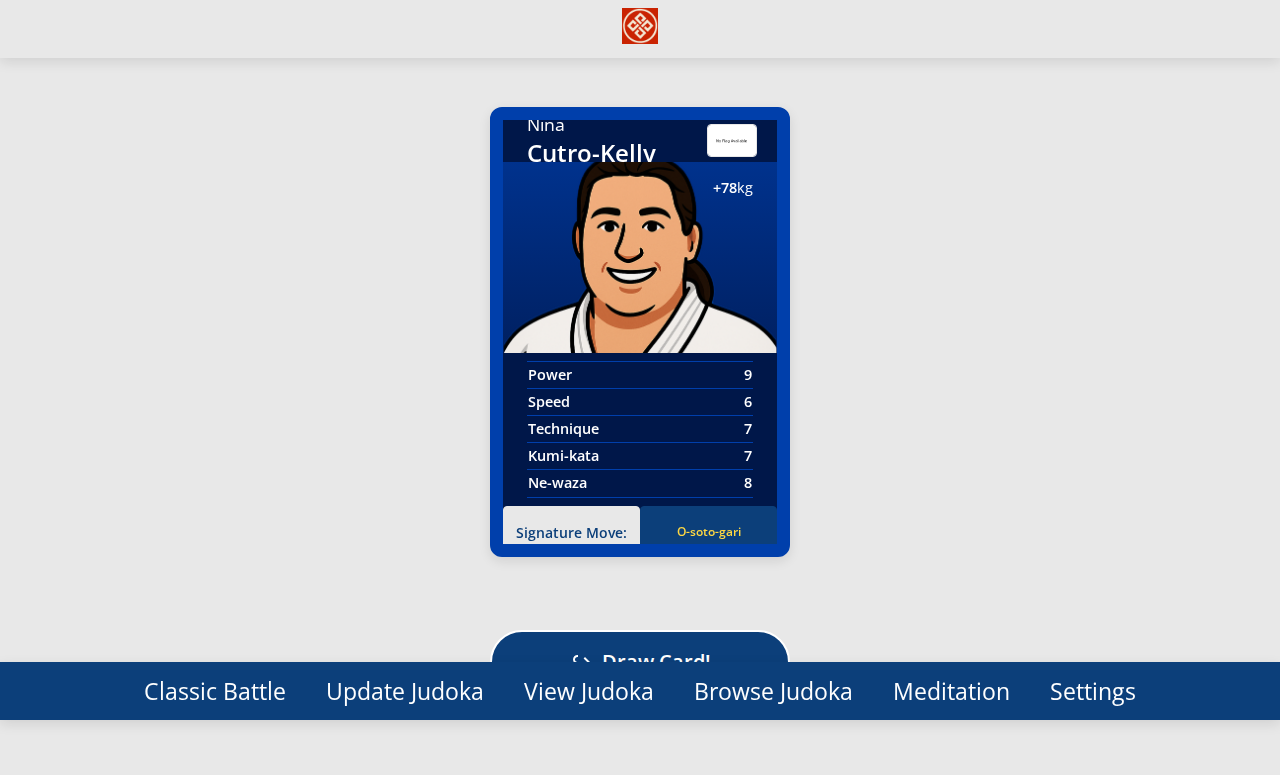 Nina
Cutro-Kelly
No Flag Available
+78kg
Power 9
Speed 6
Technique 7
Kumi-kata 7
Ne-waza 8
Signature Move: O-soto-gari
Draw Card!
Classic Battle Update Judoka View Judoka Browse Judoka Meditation Settings